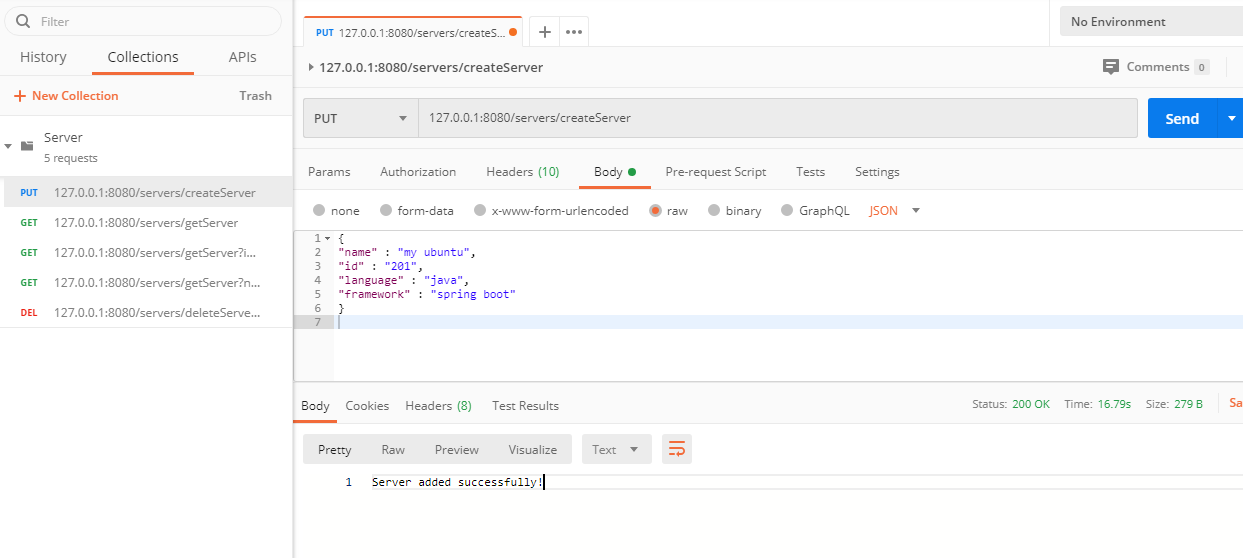 Filter
History Collections APIs
+ New Collection Trash
Server
5 requests
PUT 127.0.0.1:8080/servers/createServer
GET 127.0.0.1:8080/servers/getServer
GET 127.0.0.1:8080/servers/getServer?i...
GET 127.0.0.1:8080/servers/getServer?n...
DEL 127.0.0.1:8080/servers/deleteServe...
PUT 127.0.0.1:8080/servers/createS...
No Environment
127.0.0.1:8080/servers/createServer
Comments 0
PUT 127.0.0.1:8080/servers/createServer Send
Params Authorization Headers (10) Body Pre-request Script Tests Settings
none form-data x-www-form-urlencoded raw binary GraphQL JSON
1 {
2 "name" : "my ubuntu",
3 "id" : "201",
4 "language" : "java",
5 "framework" : "spring boot"
6 }
7
Body Cookies Headers (8) Test Results Status: 200 OK Time: 16.79s Size: 279 B Sa
Pretty Raw Preview Visualize Text
1 Server added successfully!